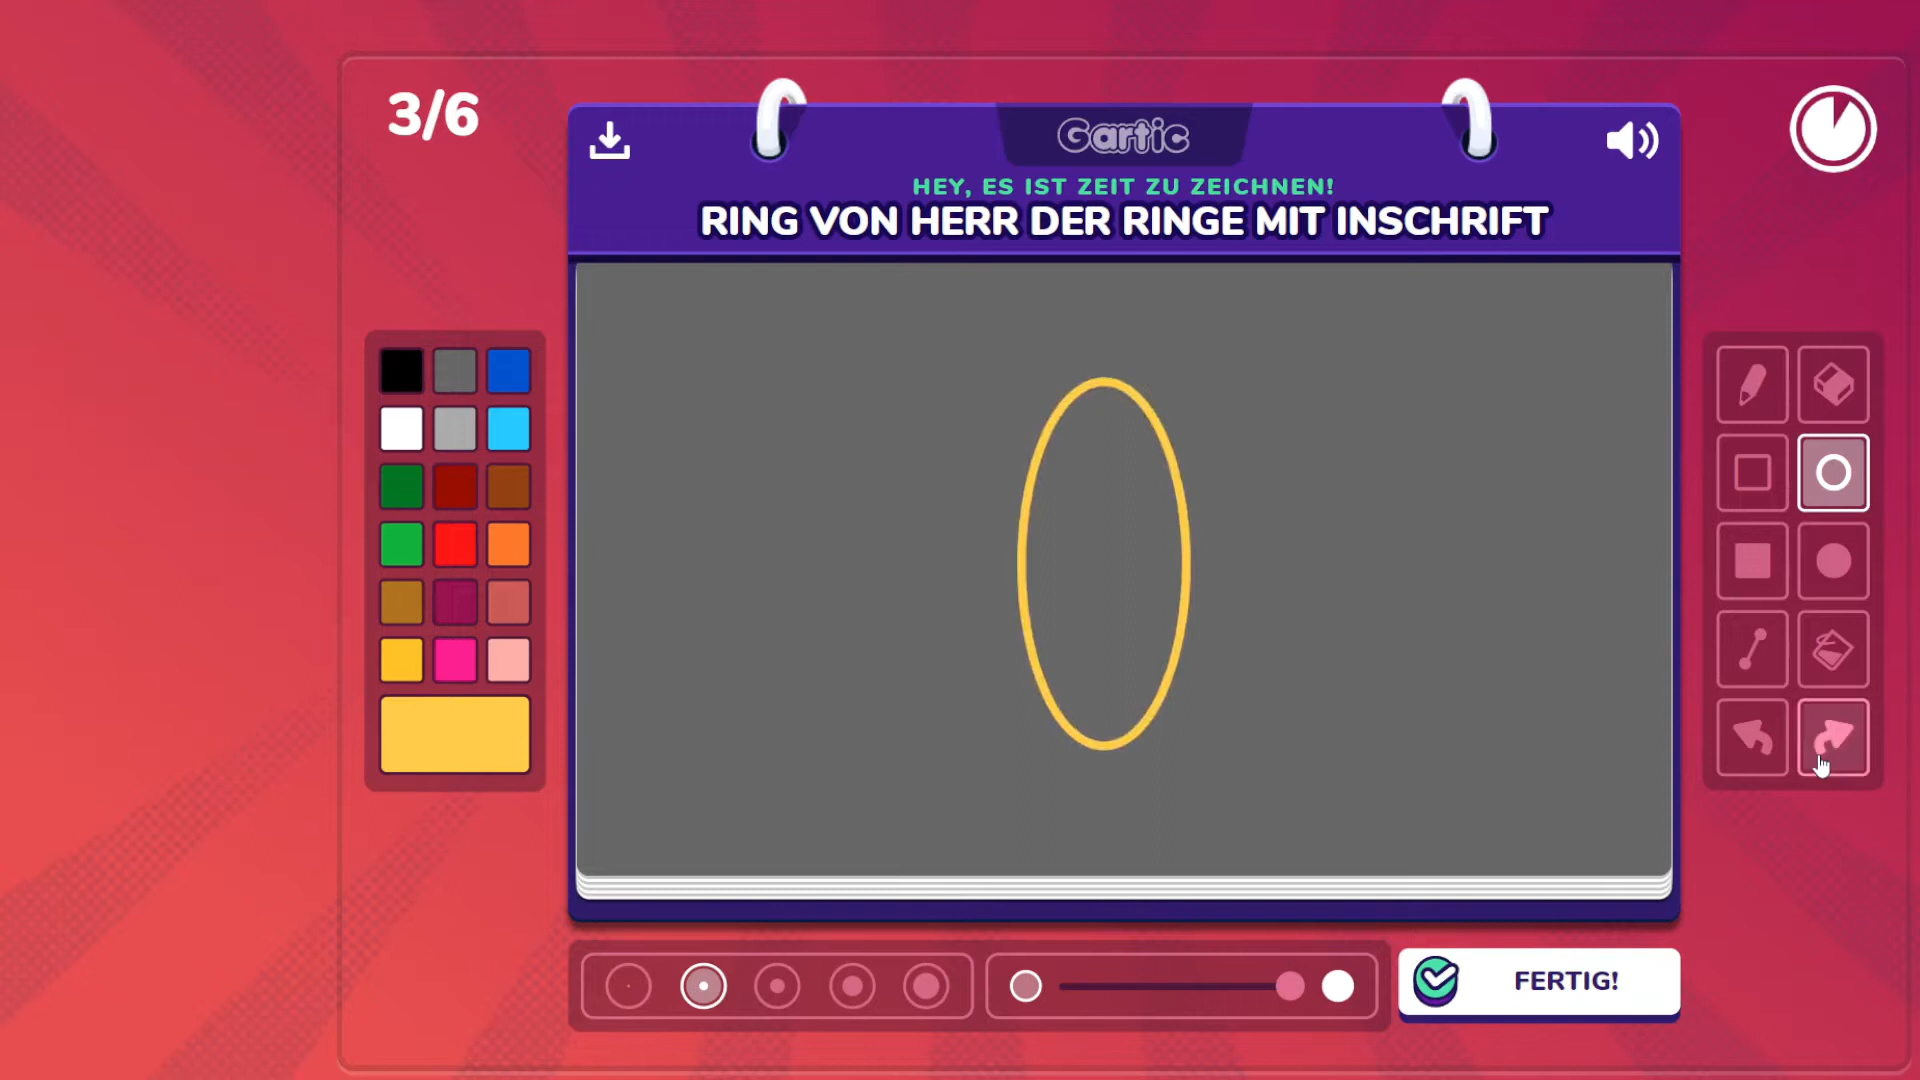 3/6
Gartic
HEY, ES IST ZEIT ZU ZEICHNEN!
RING VON HERR DER RINGE MIT INSCHRIFT
FERTIG!